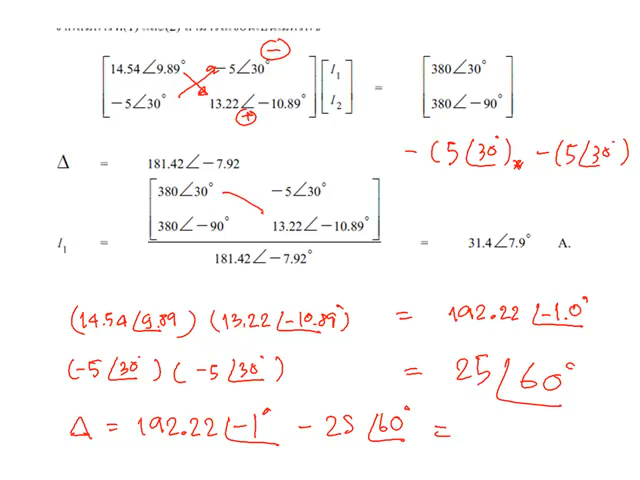 14.54∠9.89° −5∠30° I₁ = 380∠30°
−5∠30° 13.22∠−10.89° I₂ 380∠−90°
− +
−(5∠30°)* −(5∠30°)
Δ = 181.42∠−7.92
380∠30° −5∠30°
380∠−90° 13.22∠−10.89°
I₁ = 181.42∠−7.92° = 31.4∠7.9° A.
(14.54∠9.89) (13.22∠−10.89°) = 192.22∠−1.0°
(−5∠30°)(−5∠30°) = 25∠60°
Δ = 192.22∠−1° − 25∠60° =